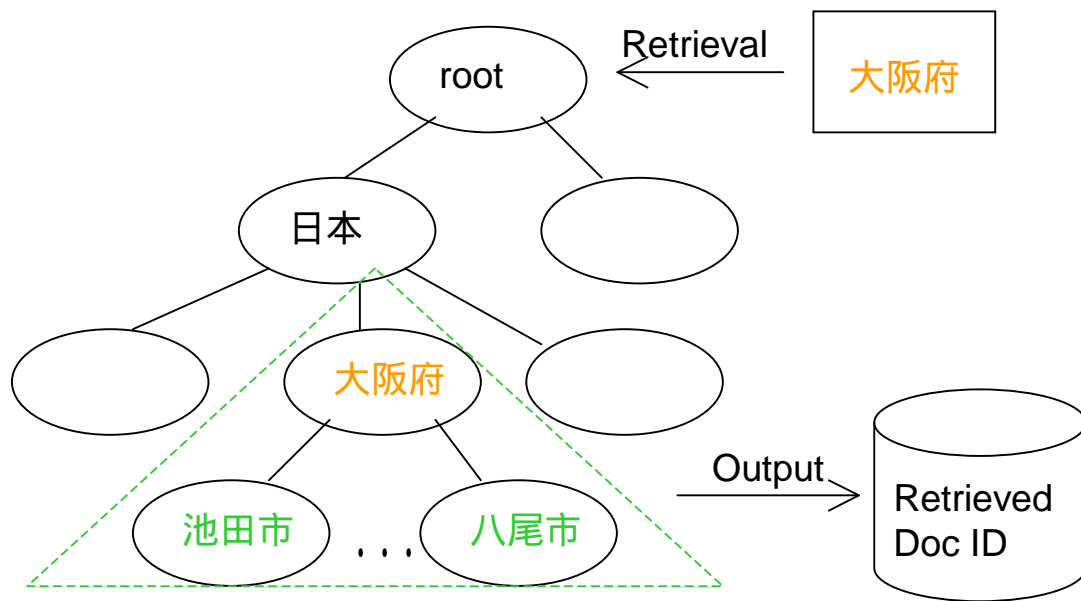 Retrieval
root
大阪府
日本
大阪府
Output
池田市
...
八尾市
Retrieved
Doc ID